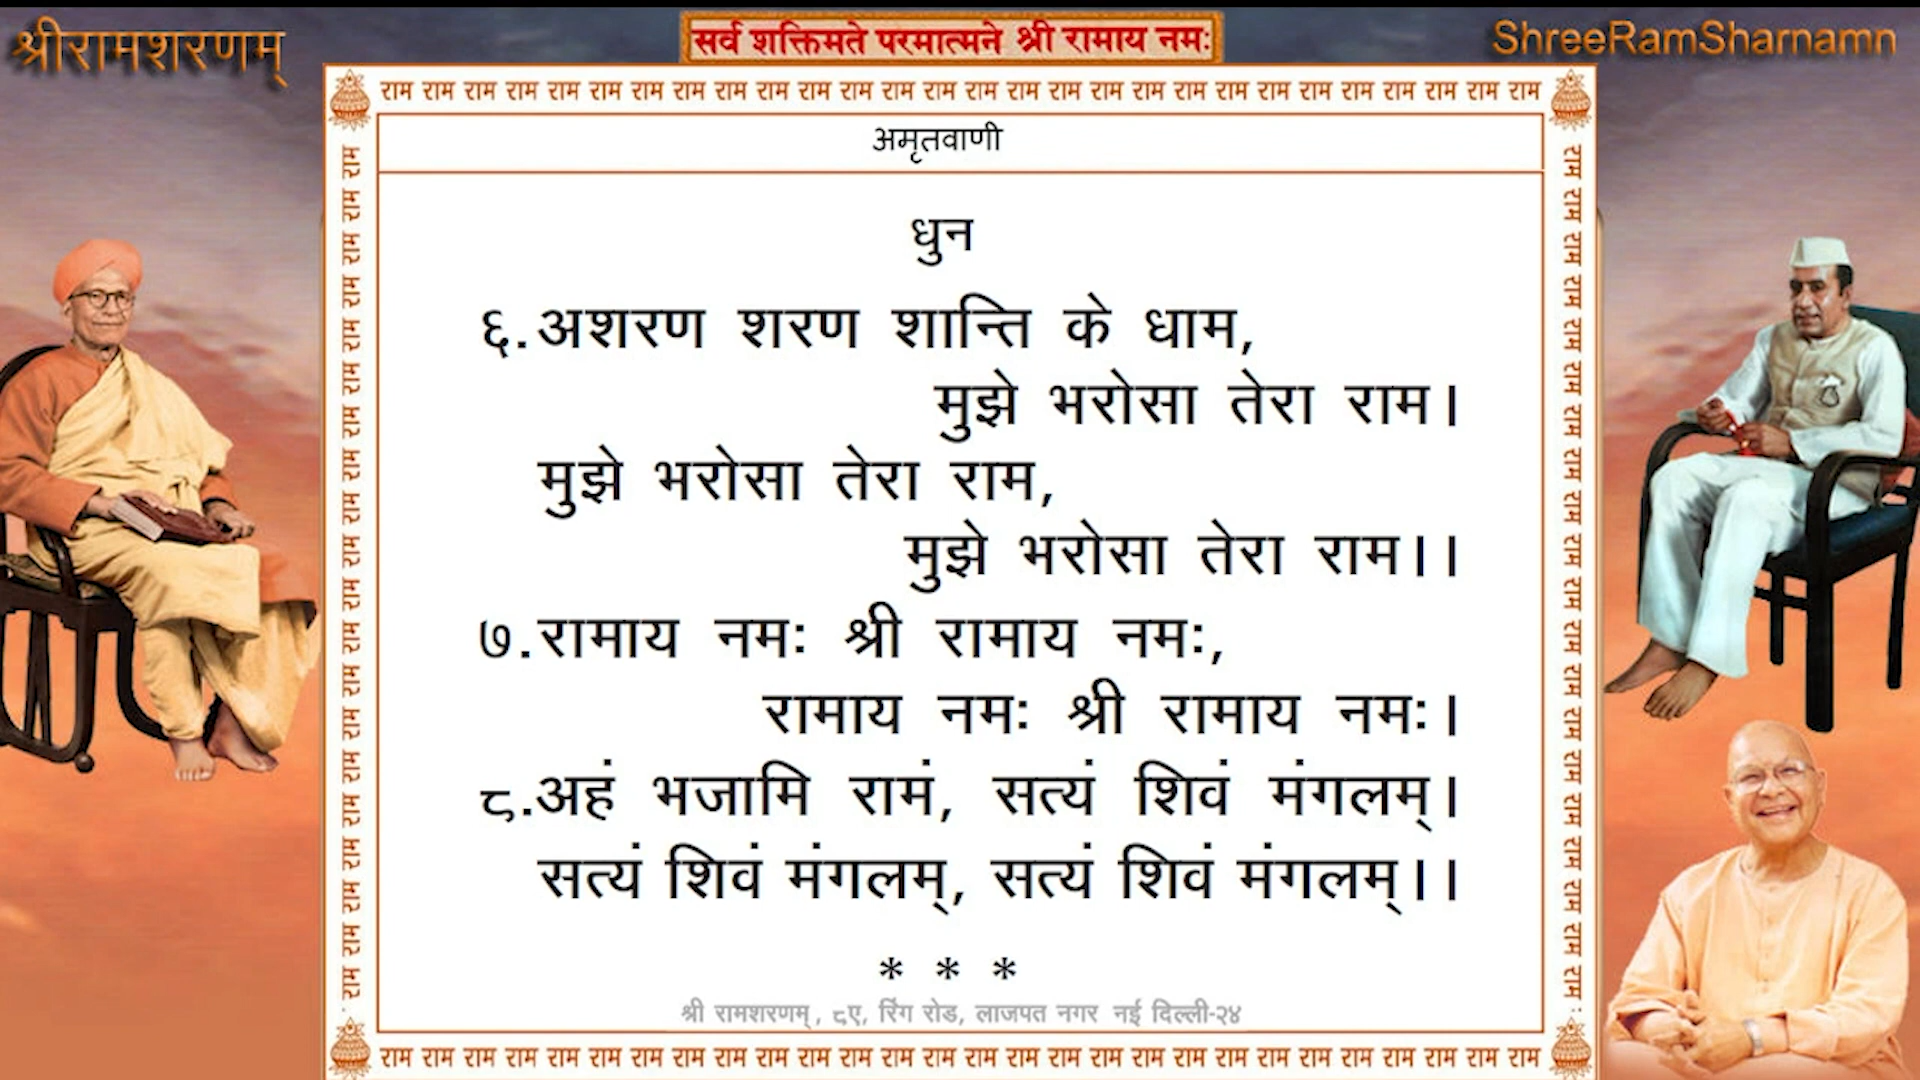 श्रीरामशरणम्
सर्व शक्तिमते परमात्मने श्री रामाय नमः
ShreeRamSharnamn
राम राम राम राम राम राम राम राम राम राम राम राम राम राम राम राम राम राम राम राम राम राम राम राम राम राम राम राम
अमृतवाणी
धुन
६.अशरण शरण शान्ति के धाम,
मुझे भरोसा तेरा राम।
मुझे भरोसा तेरा राम,
मुझे भरोसा तेरा राम।।
७.रामाय नमः श्री रामाय नमः,
रामाय नमः श्री रामाय नमः।
८.अहं भजामि रामं, सत्यं शिवं मंगलम्।
सत्यं शिवं मंगलम्, सत्यं शिवं मंगलम्।।
* * *
श्री रामशरणम् , ८ए, रिंग रोड, लाजपत नगर नई दिल्ली-२४
राम राम राम राम राम राम राम राम राम राम राम राम राम राम राम राम राम राम राम राम राम राम राम राम राम राम राम राम
राम राम राम राम राम राम राम राम राम राम राम राम राम राम राम राम राम राम राम राम
राम राम राम राम राम राम राम राम राम राम राम राम राम राम राम राम राम राम राम राम